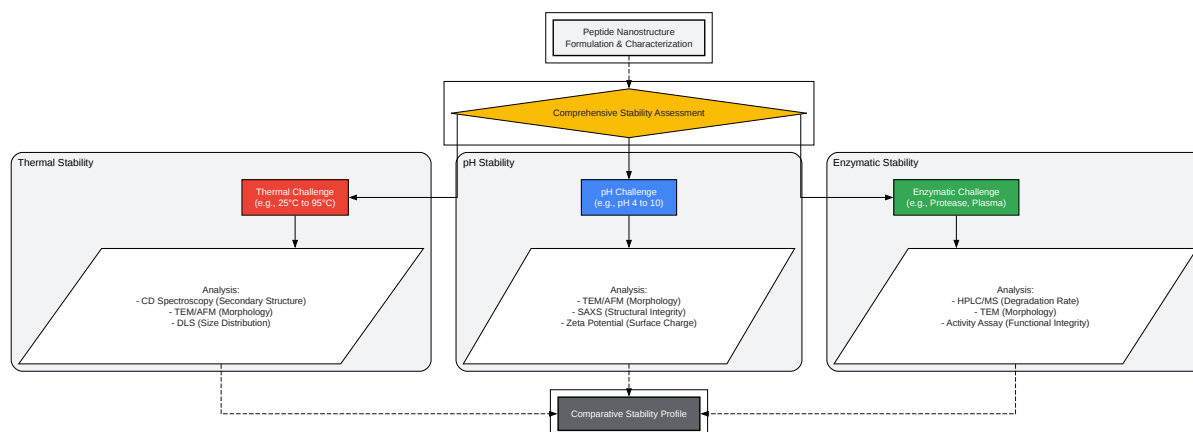 Peptide Nanostructure
Formulation & Characterization
Comprehensive Stability Assessment
Thermal Stability
Thermal Challenge
(e.g., 25°C to 95°C)
Analysis:
- CD Spectroscopy (Secondary Structure)
- TEM/AFM (Morphology)
- DLS (Size Distribution)
pH Stability
pH Challenge
(e.g., pH 4 to 10)
Analysis:
- TEM/AFM (Morphology)
- SAXS (Structural Integrity)
- Zeta Potential (Surface Charge)
Enzymatic Stability
Enzymatic Challenge
(e.g., Protease, Plasma)
Analysis:
- HPLC/MS (Degradation Rate)
- TEM (Morphology)
- Activity Assay (Functional Integrity)
Comparative Stability Profile